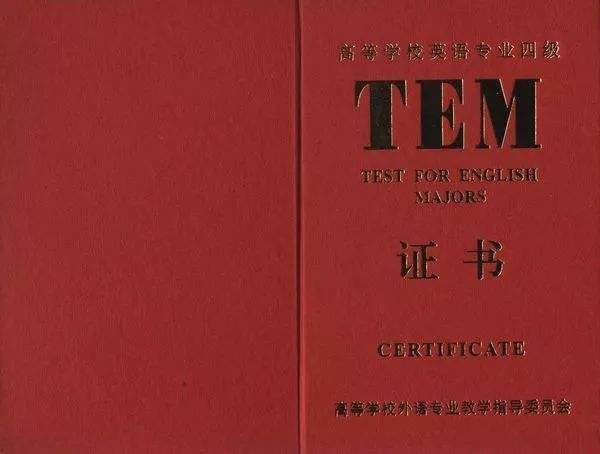 高等学校英语专业四级
TEM
TEST FOR ENGLISH
MAJORS
证书
CERTIFICATE
高等学校外语专业教学指导委员会